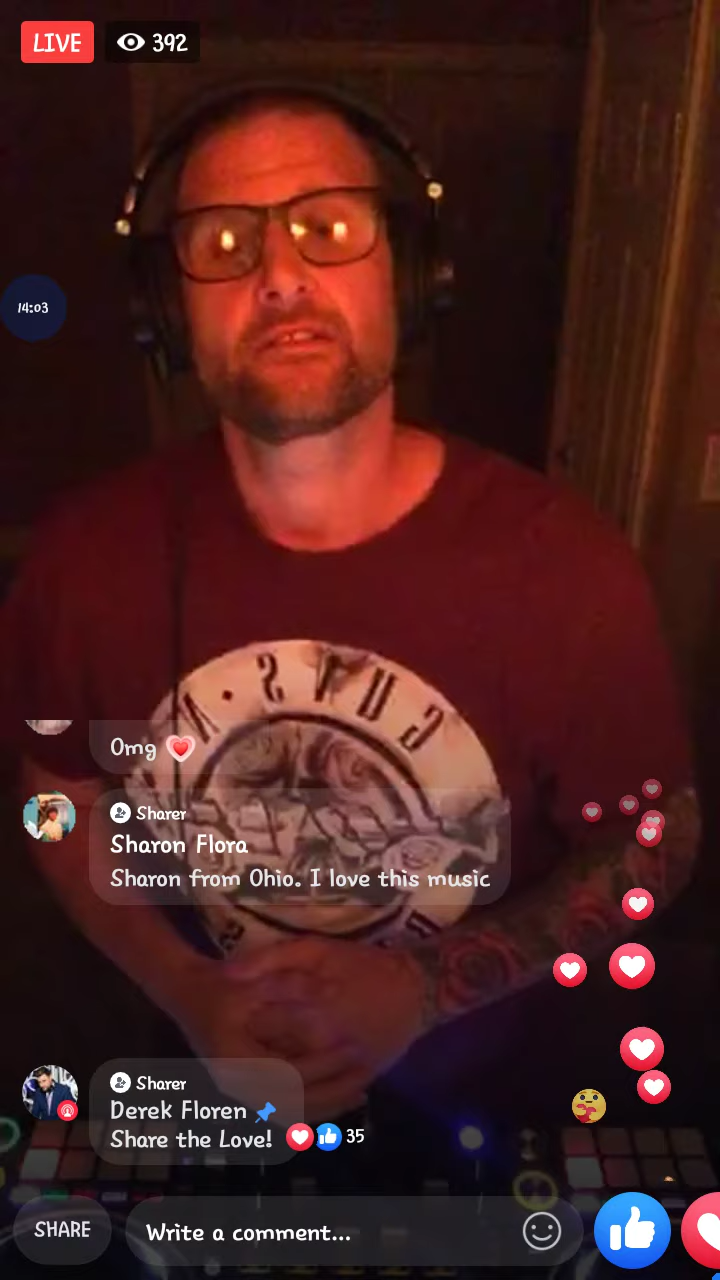 LIVE 392
14:03
GUNS • N
Omg
Sharer
Sharon Flora
Sharon from Ohio. I love this music
Sharer
Derek Floren
Share the Love! 35
SHARE Write a comment...